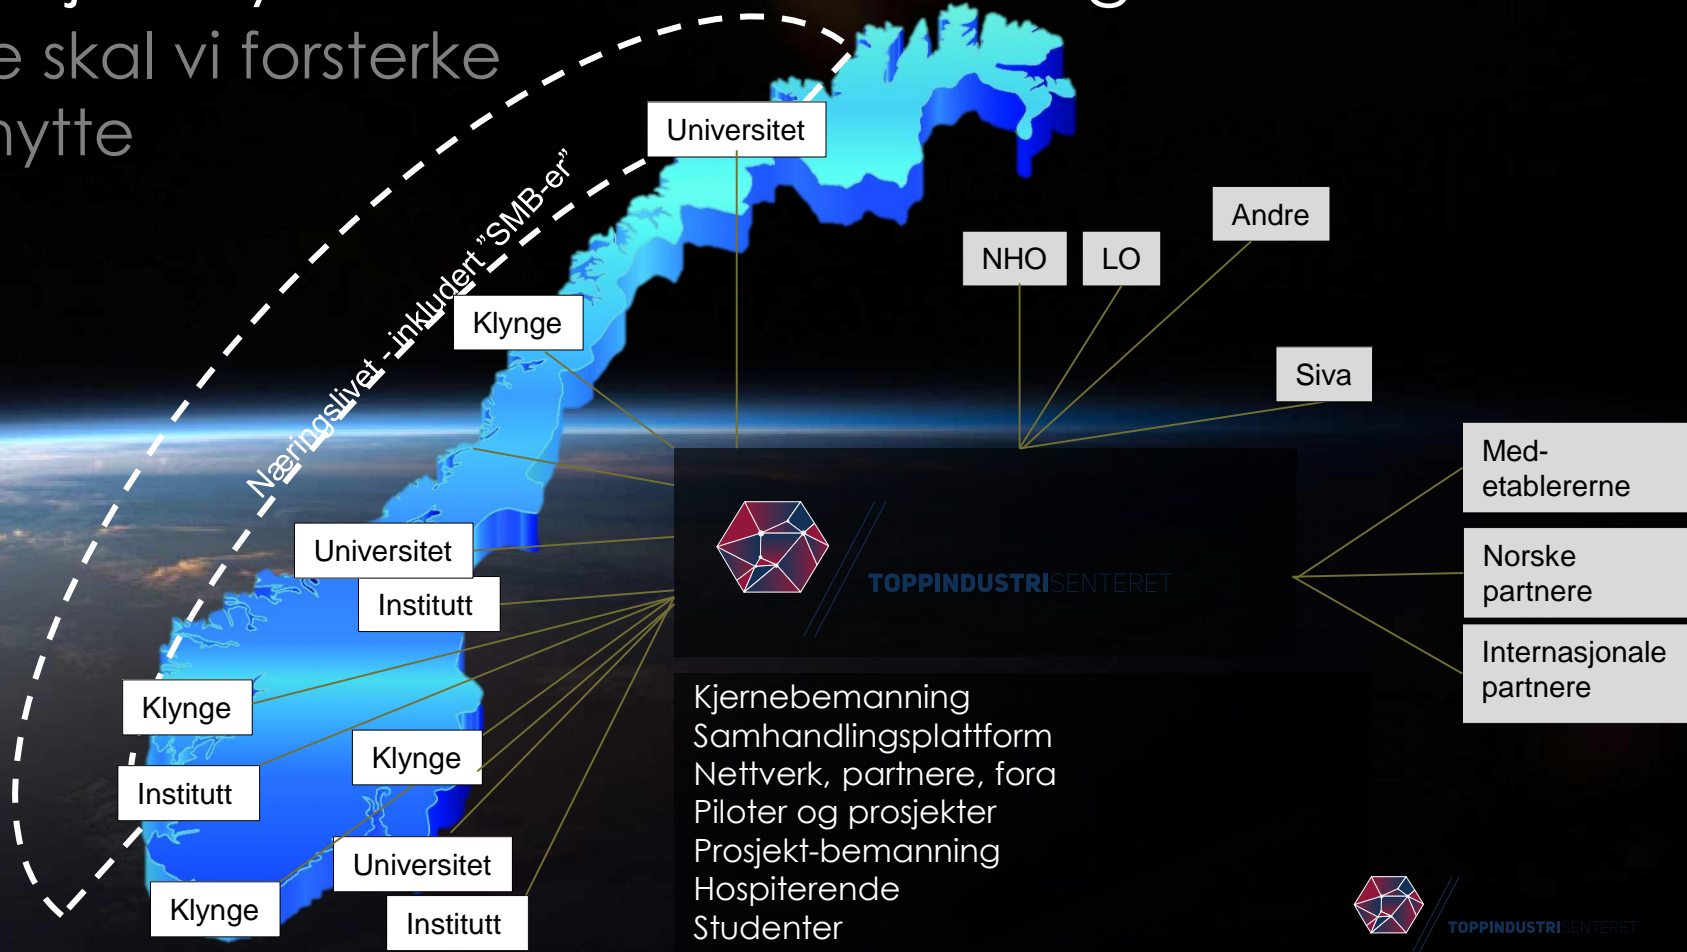 e skal vi forsterke
nytte
Universitet
Næringslivet - inkludert ”SMB-er”
Klynge
NHO
LO
Andre
Siva
Med-
etablererne
Norske
partnere
Internasjonale
partnere
Universitet
Institutt
TOPPINDUSTRISENTERET
Klynge
Institutt
Klynge
Universitet
Klynge
Institutt
Kjernebemanning
Samhandlingsplattform
Nettverk, partnere, fora
Piloter og prosjekter
Prosjekt-bemanning
Hospiterende
Studenter
TOPPINDUSTRISENTERET